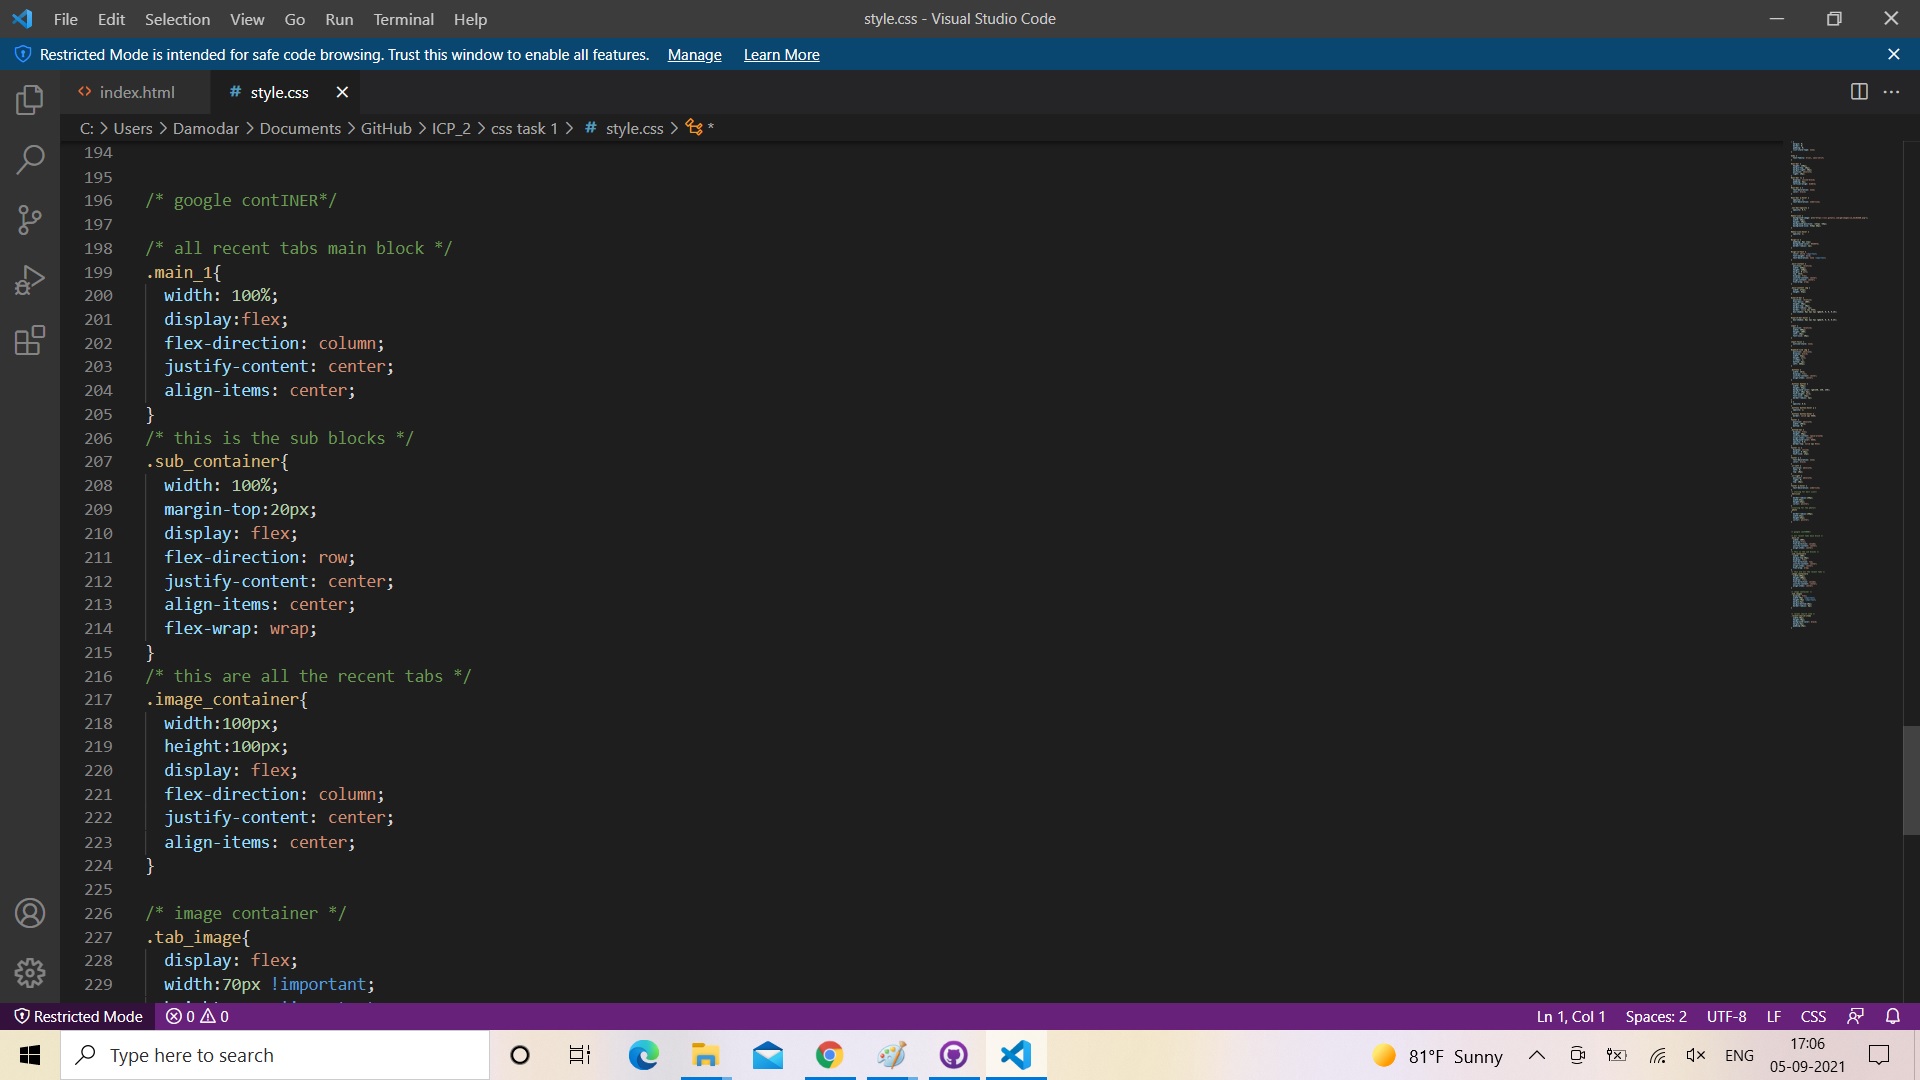 File Edit Selection View Go Run Terminal Help
style.css - Visual Studio Code
Restricted Mode is intended for safe code browsing. Trust this window to enable all features. Manage Learn More
<> index.html # style.css
C: > Users > Damodar > Documents > GitHub > ICP_2 > css task 1 > # style.css > *
194
195
196 /* google contINER*/
197
198 /* all recent tabs main block */
199 .main_1{
200 width: 100%;
201 display:flex;
202 flex-direction: column;
203 justify-content: center;
204 align-items: center;
205 }
206 /* this is the sub blocks */
207 .sub_container{
208 width: 100%;
209 margin-top:20px;
210 display: flex;
211 flex-direction: row;
212 justify-content: center;
213 align-items: center;
214 flex-wrap: wrap;
215 }
216 /* this are all the recent tabs */
217 .image_container{
218 width:100px;
219 height:100px;
220 display: flex;
221 flex-direction: column;
222 justify-content: center;
223 align-items: center;
224 }
225
226 /* image container */
227 .tab_image{
228 display: flex;
229 width:70px !important;
Restricted Mode 0 0 Ln 1, Col 1 Spaces: 2 UTF-8 LF CSS
Type here to search
81°F Sunny
ENG
17:06
05-09-2021